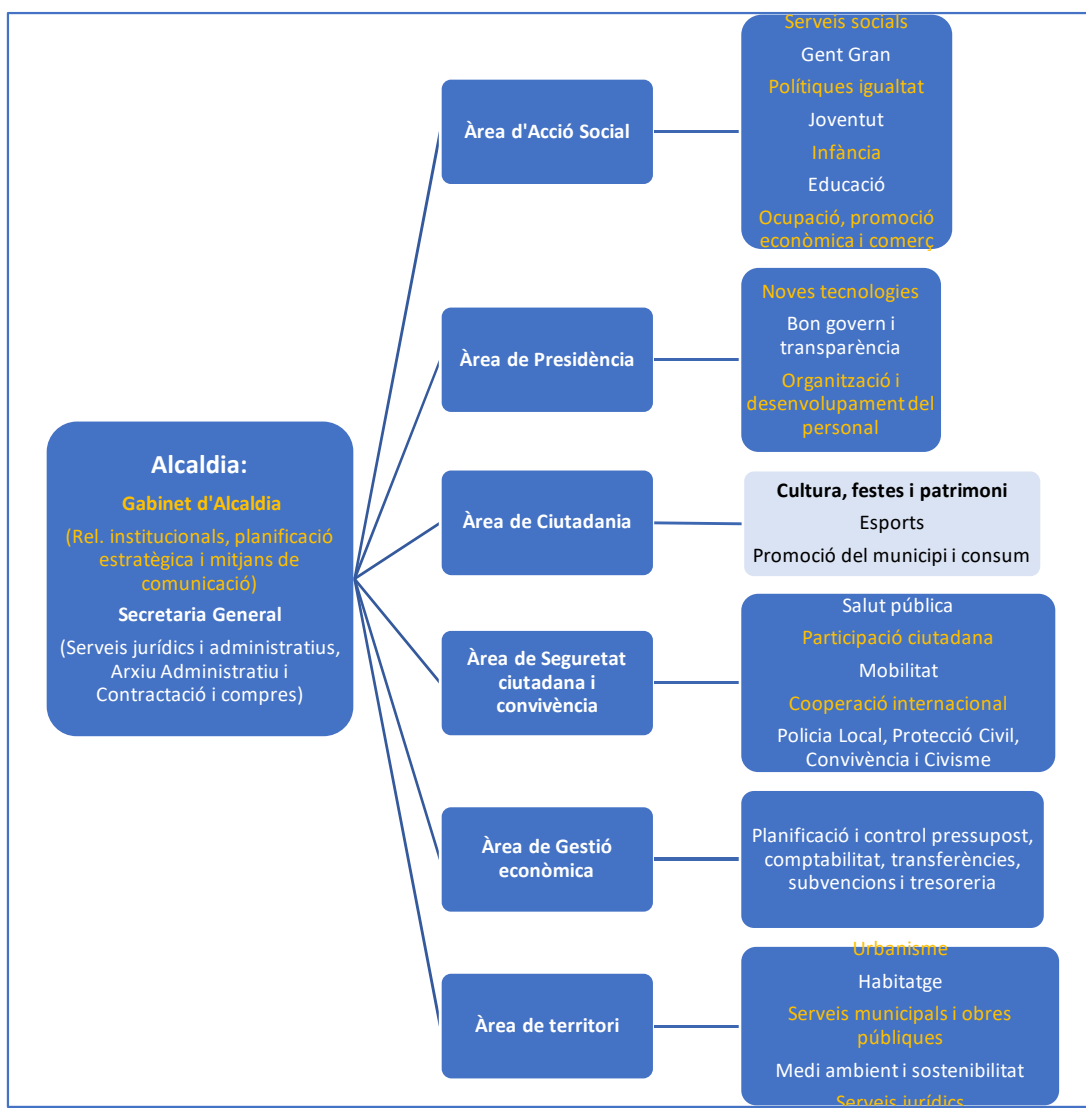 Alcaldia:
Gabinet d'Alcaldia
(Rel. institucionals, planificació
estratègica i mitjans de
comunicació)
Secretaria General
(Serveis jurídics i administratius,
Arxiu Administratiu i
Contractació i compres)
Àrea d'Acció Social
Serveis socials
Gent Gran
Polítiques igualtat
Joventut
Infància
Educació
Ocupació, promoció
econòmica i comerç
Àrea de Presidència
Noves tecnologies
Bon govern i
transparència
Organització i
desenvolupament del
personal
Àrea de Ciutadania
Cultura, festes i patrimoni
Esports
Promoció del municipi i consum
Àrea de Seguretat
ciutadana i
convivència
Salut pública
Participació ciutadana
Mobilitat
Cooperació internacional
Policia Local, Protecció Civil,
Convivència i Civisme
Àrea de Gestió
econòmica
Planificació i control pressupost,
comptabilitat, transferències,
subvencions i tresoreria
Àrea de territori
Urbanisme
Habitatge
Serveis municipals i obres
públiques
Medi ambient i sostenibilitat
Serveis jurídics